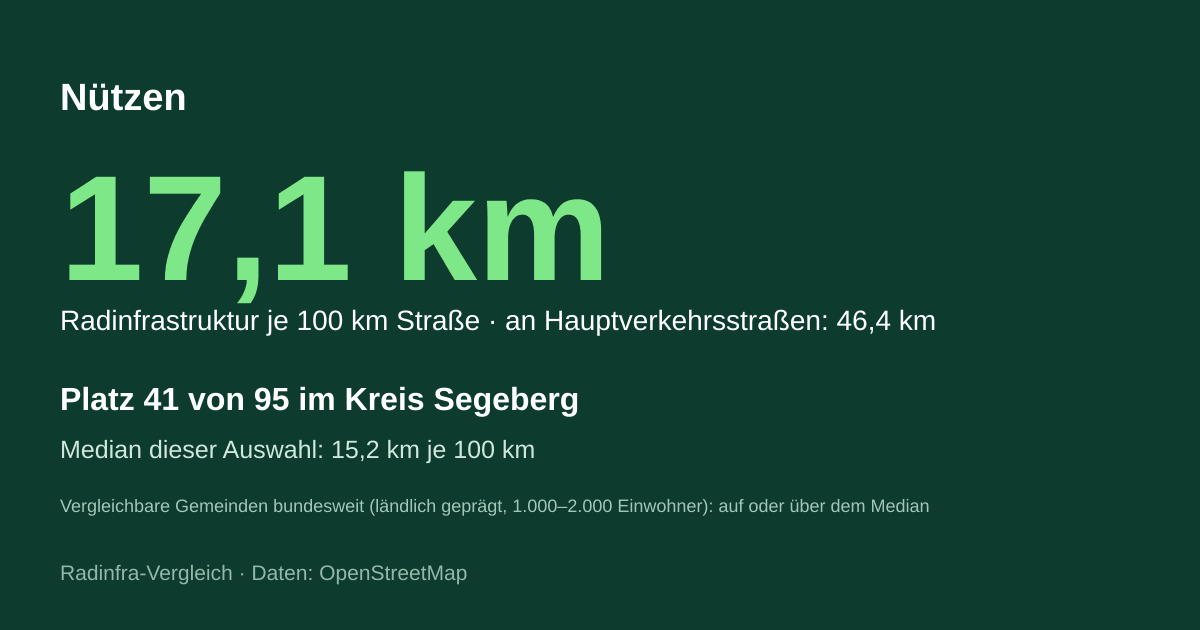 Nützen
17,1 km
Radinfrastruktur je 100 km Straße · an Hauptverkehrsstraßen: 46,4 km
Platz 41 von 95 im Kreis Segeberg
Median dieser Auswahl: 15,2 km je 100 km
Vergleichbare Gemeinden bundesweit (ländlich geprägt, 1.000–2.000 Einwohner): auf oder über dem Median
Radinfra-Vergleich · Daten: OpenStreetMap